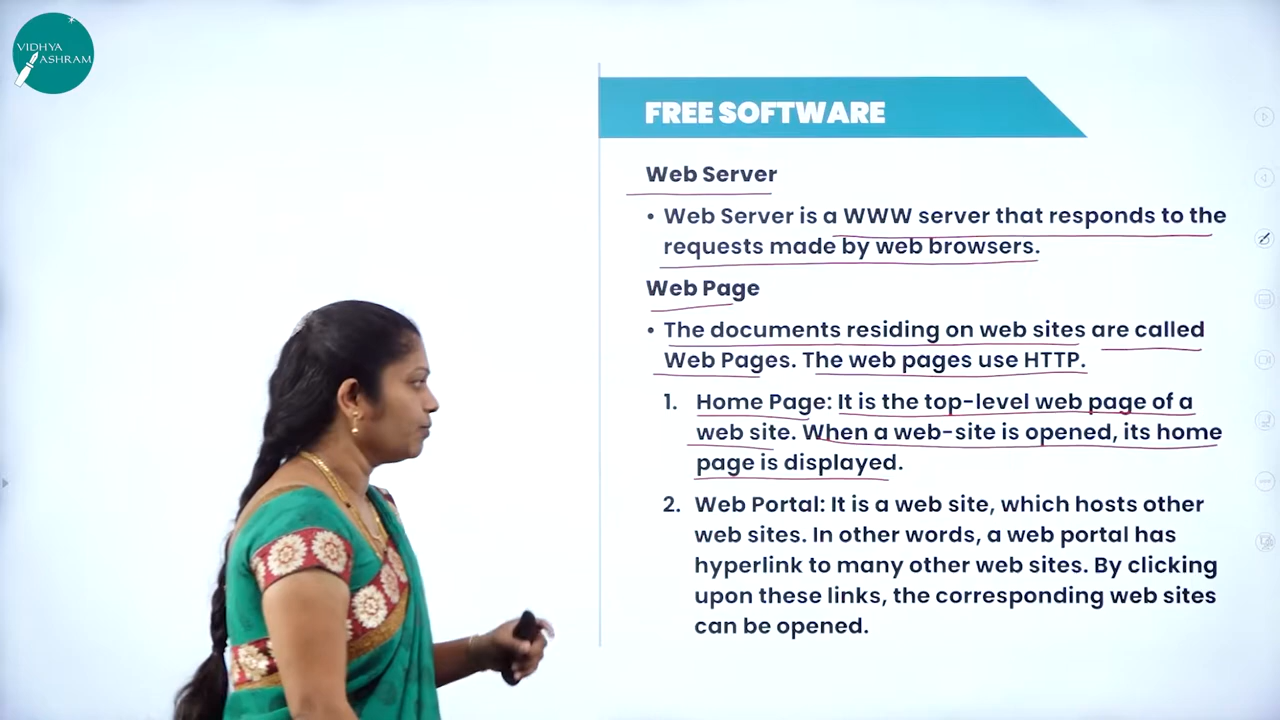 VIDHYA
ASHRAM
FREE SOFTWARE
Web Server
• Web Server is a WWW server that responds to the
requests made by web browsers.
Web Page
• The documents residing on web sites are called
Web Pages. The web pages use HTTP.
1. Home Page: It is the top-level web page of a
web site. When a web-site is opened, its home
page is displayed.
2. Web Portal: It is a web site, which hosts other
web sites. In other words, a web portal has
hyperlink to many other web sites. By clicking
upon these links, the corresponding web sites
can be opened.